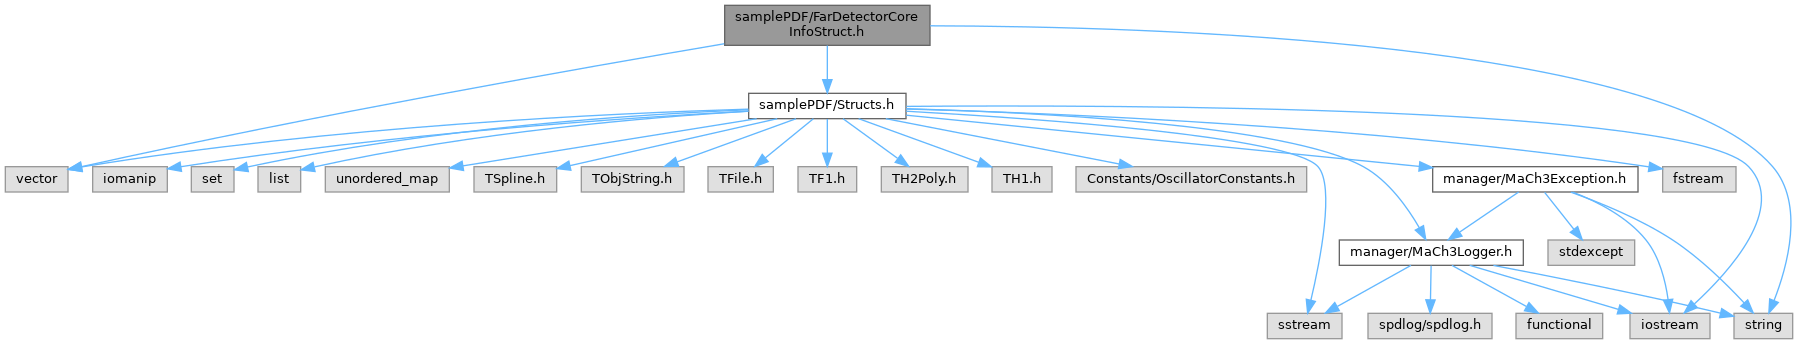 samplePDF/FarDetectorCore
InfoStruct.h
samplePDF/Structs.h
vector
iomanip
set
list
unordered_map
TSpline.h
TObjString.h
TFile.h
TF1.h
TH2Poly.h
TH1.h
Constants/OscillatorConstants.h
manager/MaCh3Exception.h
fstream
manager/MaCh3Logger.h
stdexcept
sstream
spdlog/spdlog.h
functional
iostream
string